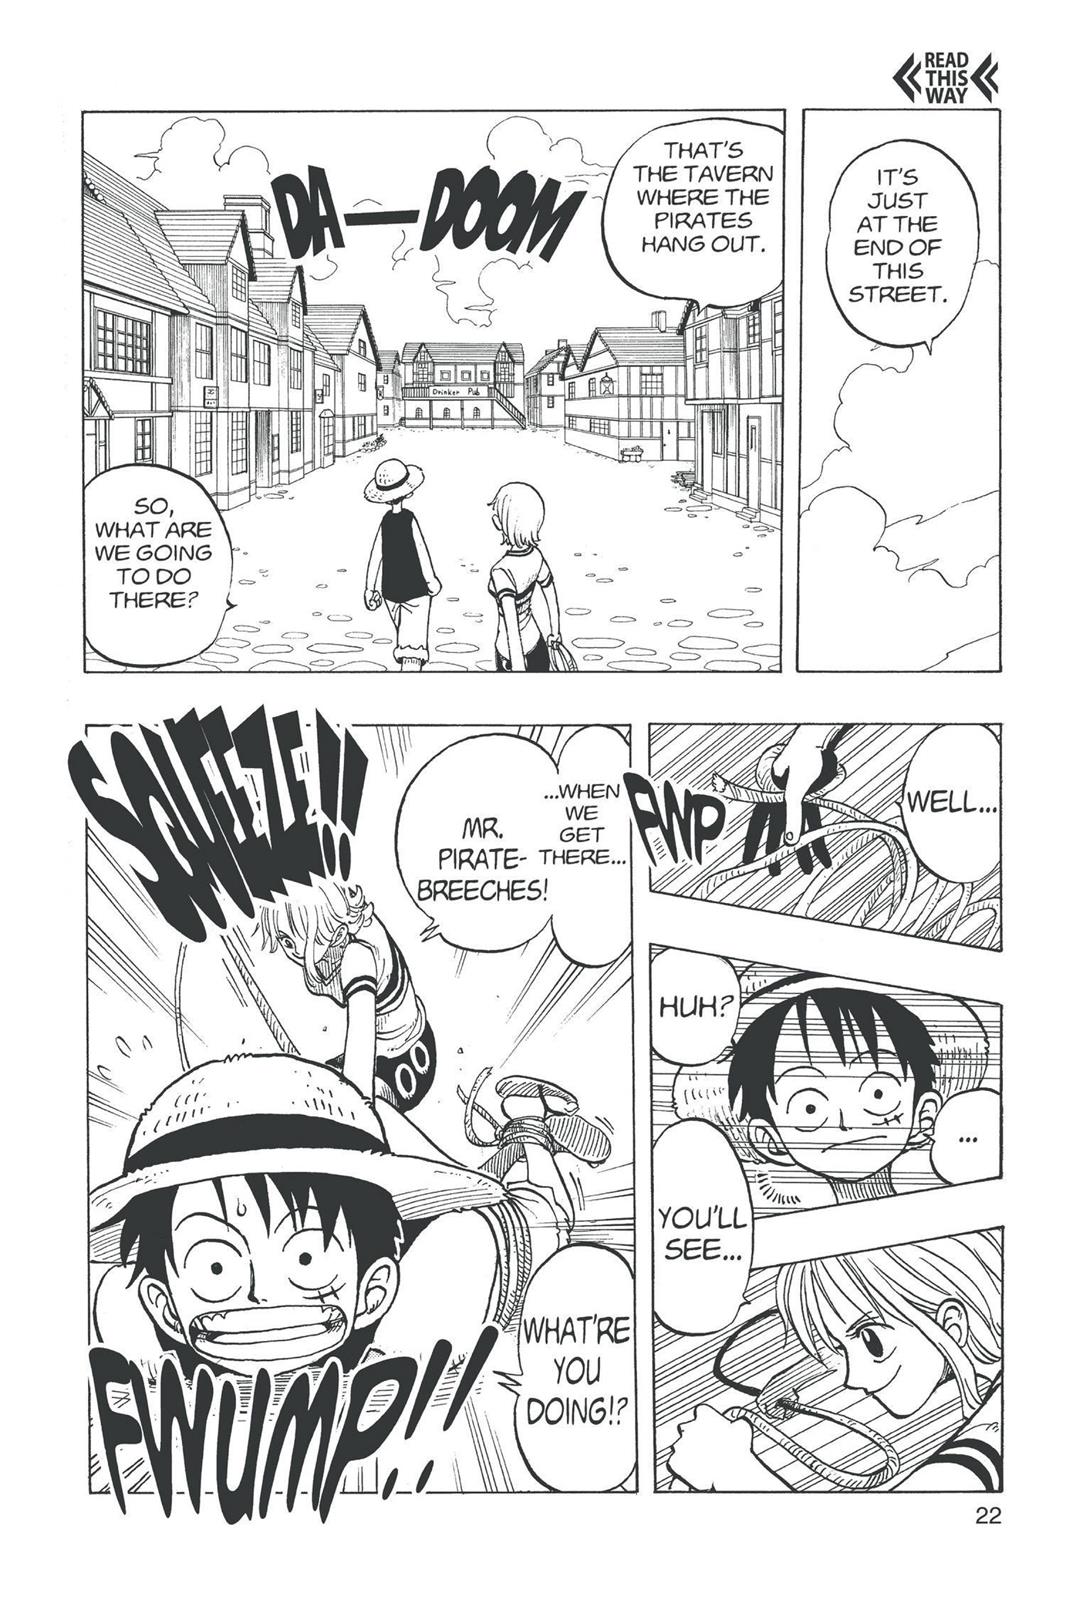 READ
THIS
WAY
IT'S
JUST
AT THE
END OF
THIS
STREET.
THAT'S
THE TAVERN
WHERE THE
PIRATES
HANG OUT.
DA—DOOM
Drinker Pub
SO,
WHAT ARE
WE GOING
TO DO
THERE?
WELL...
FWP
HUH?
...
YOU'LL
SEE...
...WHEN
WE
GET
THERE...
MR.
PIRATE-
BREECHES!
SQUEEZE!!
WHAT'RE
YOU
DOING!?
FWUMP!!
22